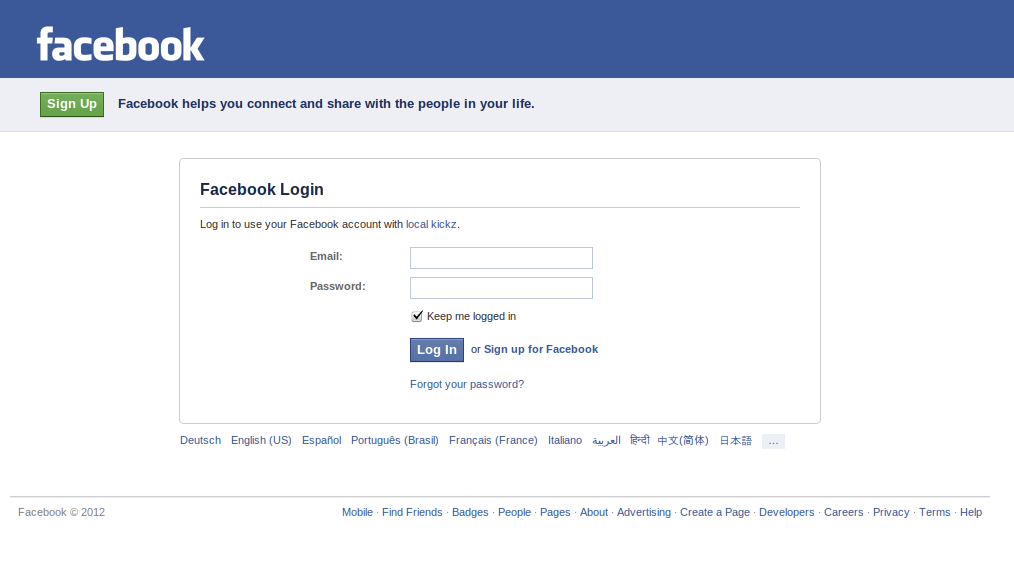 facebook
Sign Up Facebook helps you connect and share with the people in your life.
Facebook Login
Log in to use your Facebook account with local kickz.
Email:
Password:
Keep me logged in
Log In or Sign up for Facebook
Forgot your password?
Deutsch English (US) Español Português (Brasil) Français (France) Italiano العربية हिन्दी 中文(简体) 日本語 ...
Facebook © 2012 Mobile · Find Friends · Badges · People · Pages · About · Advertising · Create a Page · Developers · Careers · Privacy · Terms · Help